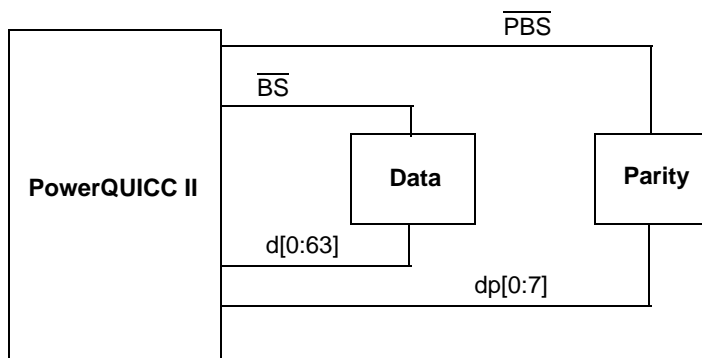 PBS
BS
PowerQUICC II
Data
Parity
d[0:63]
dp[0:7]